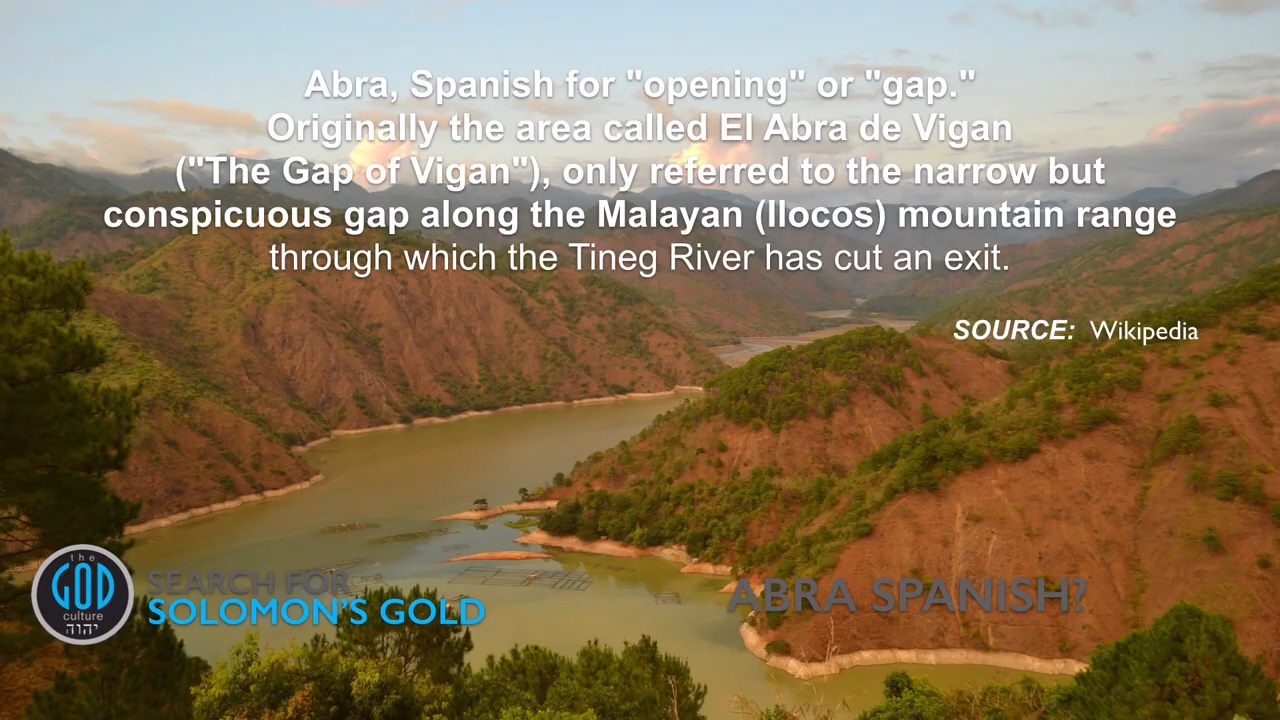 Abra, Spanish for "opening" or "gap."
Originally the area called El Abra de Vigan
("The Gap of Vigan"), only referred to the narrow but
conspicuous gap along the Malayan (Ilocos) mountain range
through which the Tineg River has cut an exit.
SOURCE: Wikipedia
the
GOD
culture
יהוה
SEARCH FOR
SOLOMON'S GOLD
ABRA SPANISH?